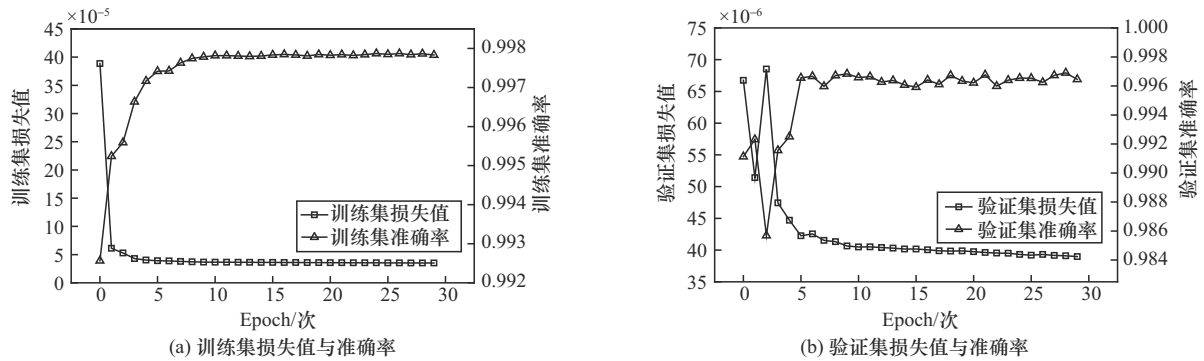 ×10⁻⁵
45
40
35
30
25
20
15
10
5
0
训练集损失值
0.998
0.997
0.996
0.995
0.994
0.993
0.992
训练集准确率
训练集损失值
训练集准确率
0 5 10 15 20 25 30
Epoch/次
(a) 训练集损失值与准确率
×10⁻⁶
75
70
65
60
55
50
45
40
35
验证集损失值
1.000
0.998
0.996
0.994
0.992
0.990
0.988
0.986
0.984
验证集准确率
验证集损失值
验证集准确率
0 5 10 15 20 25 30
Epoch/次
(b) 验证集损失值与准确率